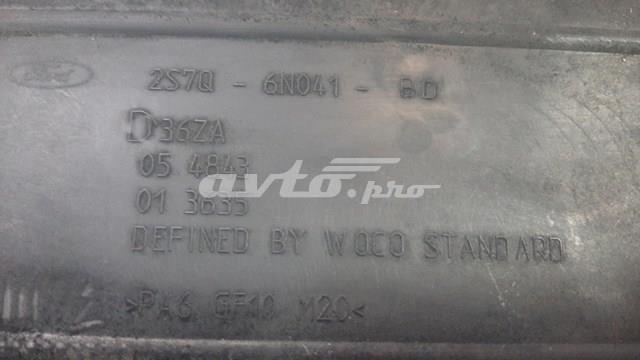 Ford
2S7Q - 6N041 - BD
D36ZA
05 4843
avto.pro
01 3635
DEFINED BY WOCO STANDARD
>PA6 GF10 M20<